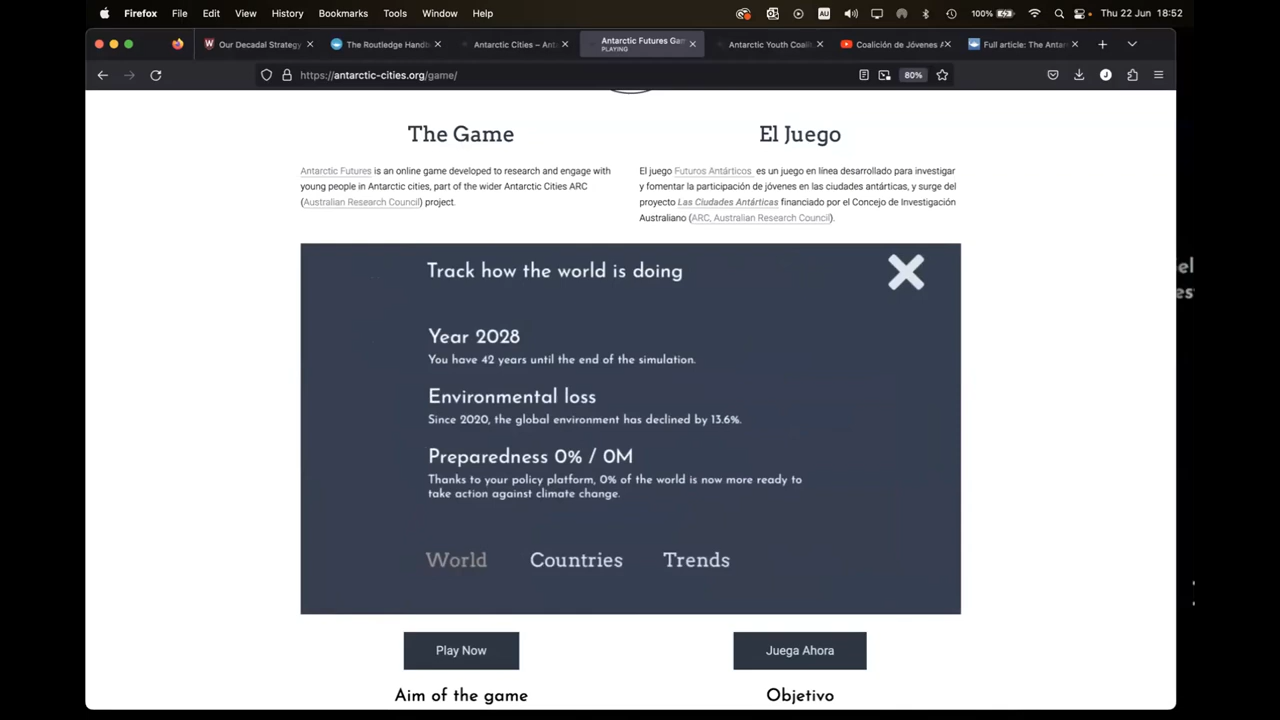 Firefox File Edit View History Bookmarks Tools Window Help
AU 100% Thu 22 Jun 18:52
Our Decadal Strategy
The Routledge Handb
Antarctic Cities – Anta
Antarctic Futures Gam
PLAYING
Antarctic Youth Coali
Coalición de Jóvenes A
Full article: The Antar
https://antarctic-cities.org/game/
80%
J
The Game
Antarctic Futures is an online game developed to research and engage with
young people in Antarctic cities, part of the wider Antarctic Cities ARC
(Australian Research Council) project.
El Juego
El juego Futuros Antárticos es un juego en línea desarrollado para investigar
y fomentar la participación de jóvenes en las ciudades antárticas, y surge del
proyecto Las Ciudades Antárticas financiado por el Concejo de Investigación
Australiano (ARC, Australian Research Council).
Track how the world is doing
Year 2028
You have 42 years until the end of the simulation.
Environmental loss
Since 2020, the global environment has declined by 13.6%.
Preparedness 0% / 0M
Thanks to your policy platform, 0% of the world is now more ready to
take action against climate change.
World Countries Trends
Play Now
Juega Ahora
Aim of the game
Objetivo
el
es